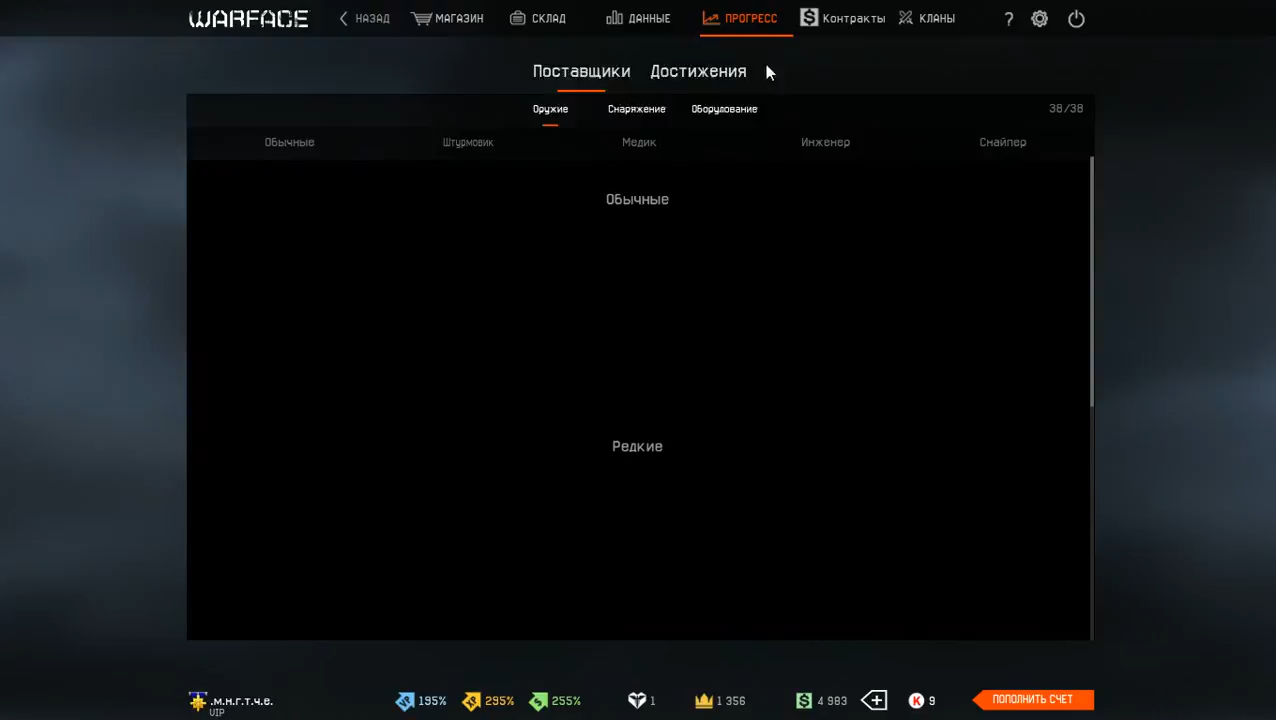 WARFACE НАЗАД МАГАЗИН СКЛАД ДАННЫЕ ПРОГРЕСС Контракты КЛАНЫ ?
Поставщики Достижения
Оружие Снаряжение Оборудование 38/38
Обычные Штурмовик Медик Инженер Снайпер
Обычные
Редкие
.м.н.г.т.ч.е. 195% 295% 255% 1 1 356 4 983 K 9 ПОПОЛНИТЬ СЧЕТ
VIP